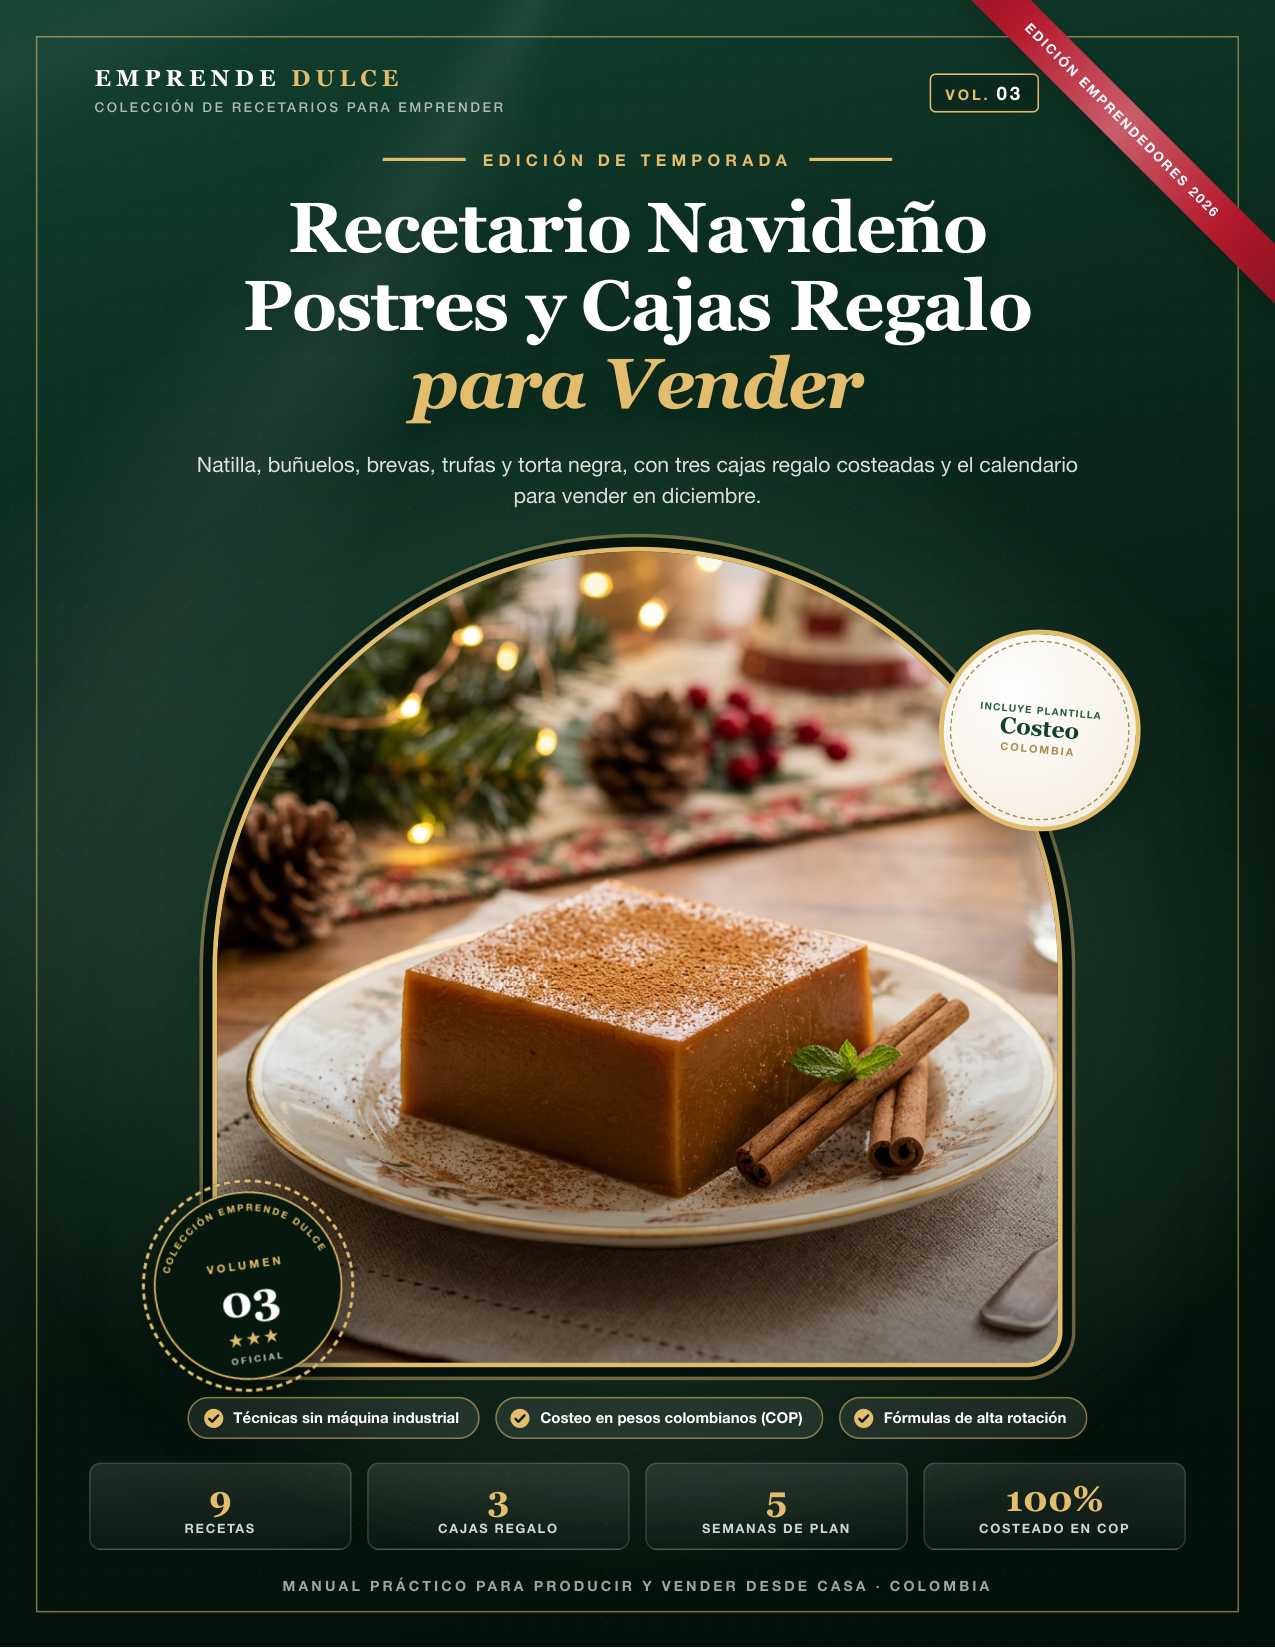 EMPRENDE DULCE
COLECCIÓN DE RECETARIOS PARA EMPRENDER
VOL. 03
EDICIÓN EMPRENDEDORES 2026
EDICIÓN DE TEMPORADA
Recetario Navideño
Postres y Cajas Regalo
para Vender
Natilla, buñuelos, brevas, trufas y torta negra, con tres cajas regalo costeadas y el calendario
para vender en diciembre.
INCLUYE PLANTILLA
Costeo
COLOMBIA
COLECCIÓN EMPRENDE DULCE
VOLUMEN
03
★★★
OFICIAL
Técnicas sin máquina industrial
Costeo en pesos colombianos (COP)
Fórmulas de alta rotación
9
RECETAS
3
CAJAS REGALO
5
SEMANAS DE PLAN
100%
COSTEADO EN COP
MANUAL PRÁCTICO PARA PRODUCIR Y VENDER DESDE CASA · COLOMBIA